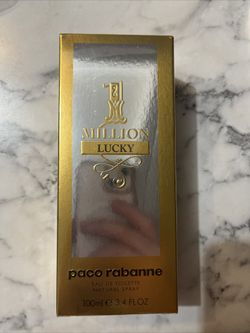 1
MILLION
LUCKY
paco rabanne
EAU DE TOILETTE
NATURAL SPRAY
100ml ℮ 3.4 FL.OZ